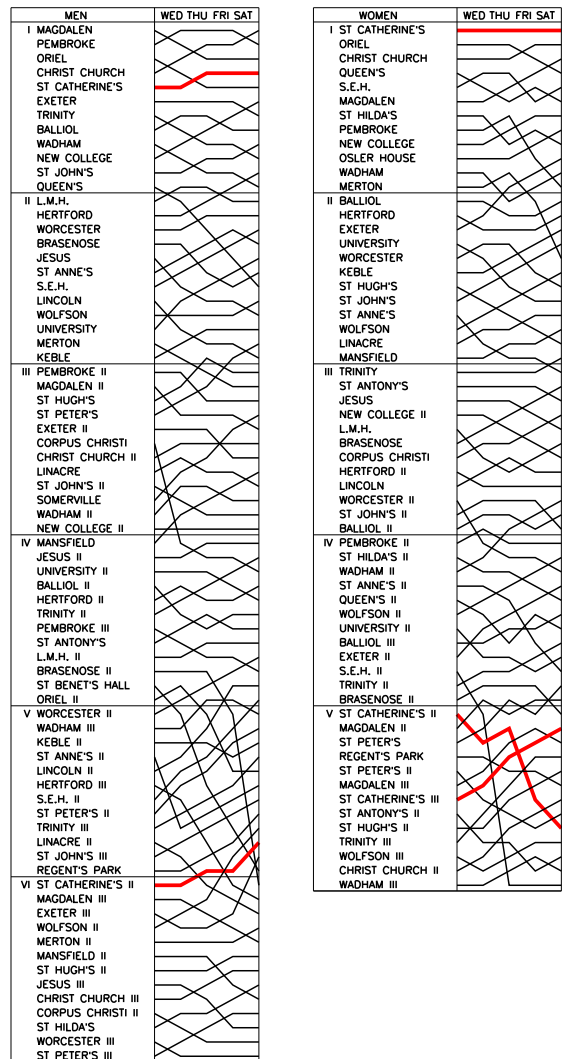 MEN WED THU FRI SAT
I MAGDALEN
PEMBROKE
ORIEL
CHRIST CHURCH
ST CATHERINE'S
EXETER
TRINITY
BALLIOL
WADHAM
NEW COLLEGE
ST JOHN'S
QUEEN'S
II L.M.H.
HERTFORD
WORCESTER
BRASENOSE
JESUS
ST ANNE'S
S.E.H.
LINCOLN
WOLFSON
UNIVERSITY
MERTON
KEBLE
III PEMBROKE II
MAGDALEN II
ST HUGH'S
ST PETER'S
EXETER II
CORPUS CHRISTI
CHRIST CHURCH II
LINACRE
ST JOHN'S II
SOMERVILLE
WADHAM II
NEW COLLEGE II
IV MANSFIELD
JESUS II
UNIVERSITY II
BALLIOL II
HERTFORD II
TRINITY II
PEMBROKE III
ST ANTONY'S
L.M.H. II
BRASENOSE II
ST BENET'S HALL
ORIEL II
V WORCESTER II
WADHAM III
KEBLE II
ST ANNE'S II
LINCOLN II
HERTFORD III
S.E.H. II
ST PETER'S II
TRINITY III
LINACRE II
ST JOHN'S III
REGENT'S PARK
VI ST CATHERINE'S II
MAGDALEN III
EXETER III
WOLFSON II
MERTON II
MANSFIELD II
ST HUGH'S II
JESUS III
CHRIST CHURCH III
CORPUS CHRISTI II
ST HILDA'S
WORCESTER III
ST PETER'S III
WOMEN WED THU FRI SAT
I ST CATHERINE'S
ORIEL
CHRIST CHURCH
QUEEN'S
S.E.H.
MAGDALEN
ST HILDA'S
PEMBROKE
NEW COLLEGE
OSLER HOUSE
WADHAM
MERTON
II BALLIOL
HERTFORD
EXETER
UNIVERSITY
WORCESTER
KEBLE
ST HUGH'S
ST JOHN'S
ST ANNE'S
WOLFSON
LINACRE
MANSFIELD
III TRINITY
ST ANTONY'S
JESUS
NEW COLLEGE II
L.M.H.
BRASENOSE
CORPUS CHRISTI
HERTFORD II
LINCOLN
WORCESTER II
ST JOHN'S II
BALLIOL II
IV PEMBROKE II
ST HILDA'S II
WADHAM II
ST ANNE'S II
QUEEN'S II
WOLFSON II
UNIVERSITY II
BALLIOL III
EXETER II
S.E.H. II
TRINITY II
BRASENOSE II
V ST CATHERINE'S II
MAGDALEN II
ST PETER'S
REGENT'S PARK
ST PETER'S II
MAGDALEN III
ST CATHERINE'S III
ST ANTONY'S II
ST HUGH'S II
TRINITY III
WOLFSON III
CHRIST CHURCH II
WADHAM III